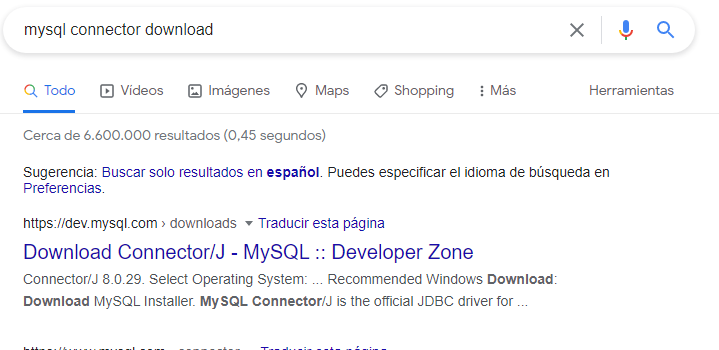 mysql connector download
Todo Vídeos Imágenes Maps Shopping Más Herramientas
Cerca de 6.600.000 resultados (0,45 segundos)
Sugerencia: Buscar solo resultados en español. Puedes especificar el idioma de búsqueda en
Preferencias.
https://dev.mysql.com › downloads Traducir esta página
Download Connector/J - MySQL :: Developer Zone
Connector/J 8.0.29. Select Operating System: ... Recommended Windows Download:
Download MySQL Installer. MySQL Connector/J is the official JDBC driver for ...